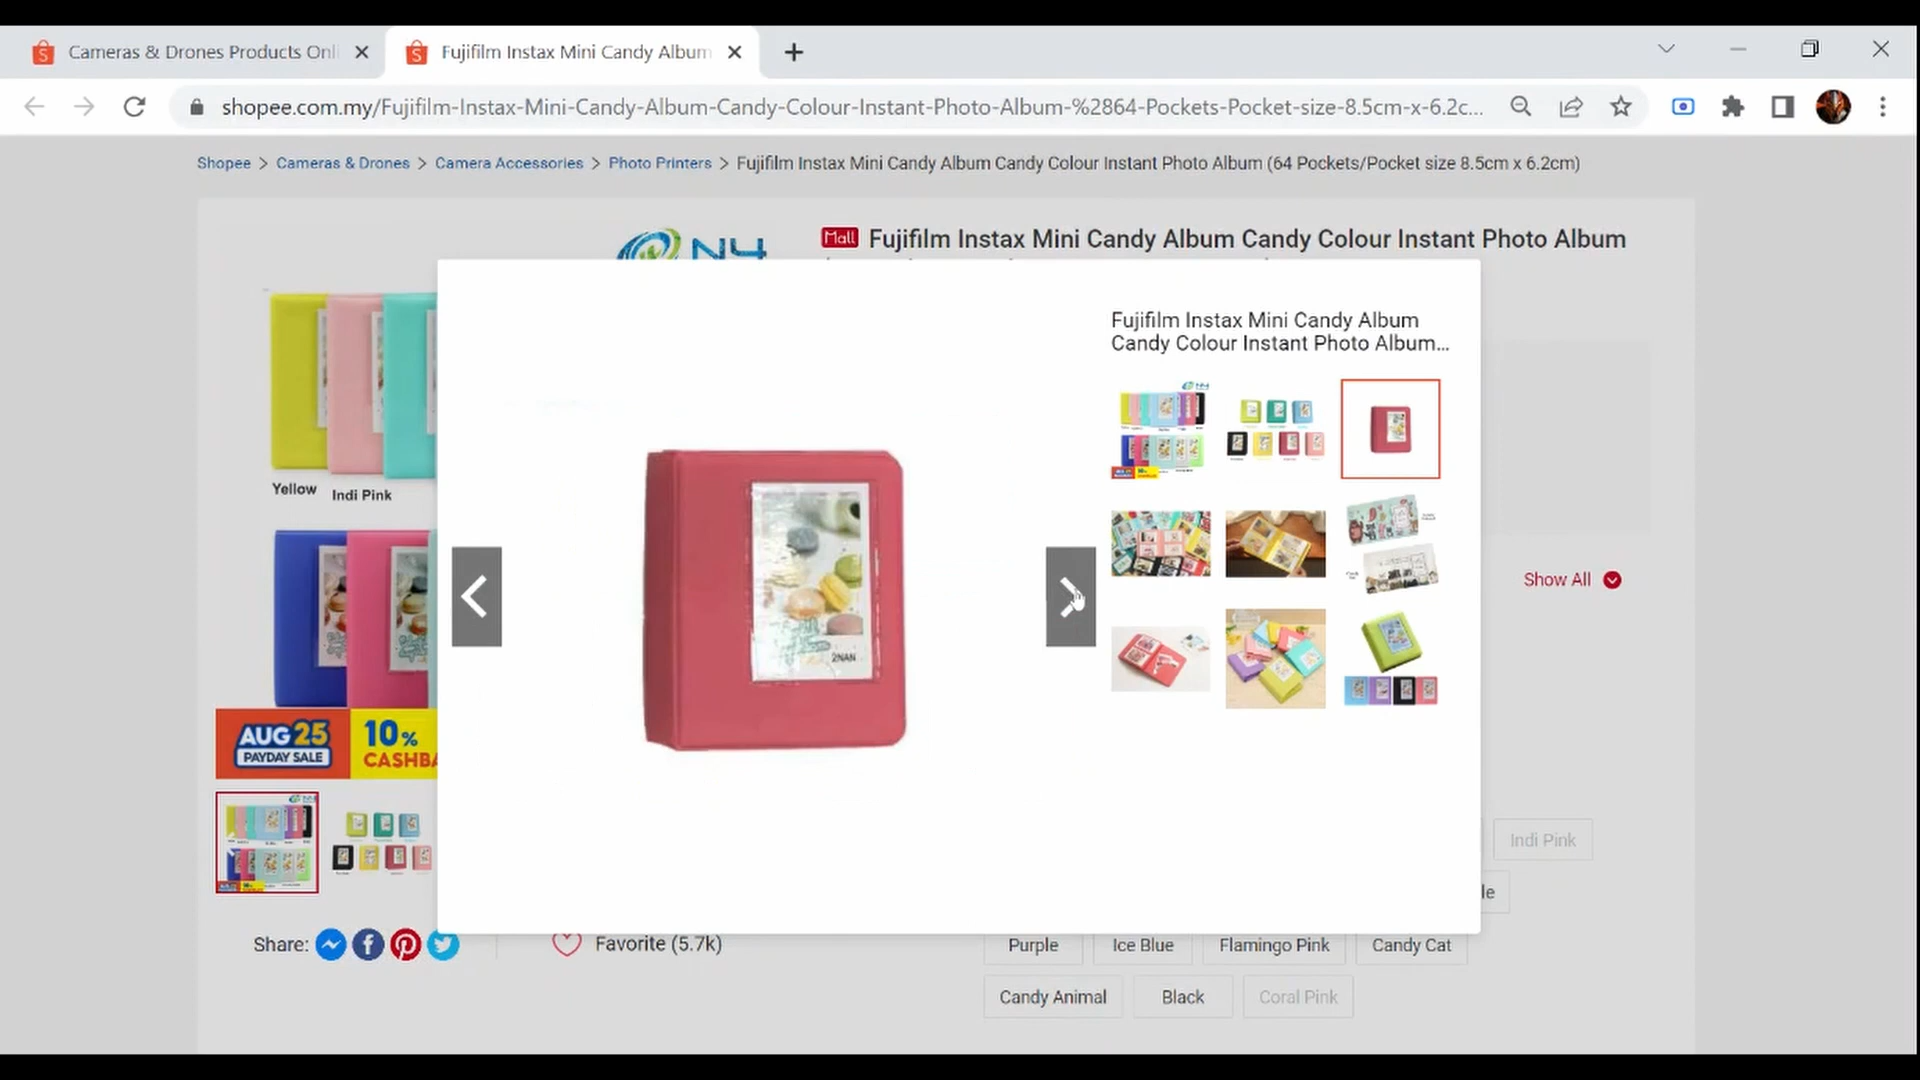 Cameras & Drones Products Onl
Fujifilm Instax Mini Candy Album
shopee.com.my/Fujifilm-Instax-Mini-Candy-Album-Candy-Colour-Instant-Photo-Album-%2864-Pockets-Pocket-size-8.5cm-x-6.2c...
Shopee > Cameras & Drones > Camera Accessories > Photo Printers > Fujifilm Instax Mini Candy Album Candy Colour Instant Photo Album (64 Pockets/Pocket size 8.5cm x 6.2cm)
N4
Mall Fujifilm Instax Mini Candy Album Candy Colour Instant Photo Album
Fujifilm Instax Mini Candy Album
Candy Colour Instant Photo Album...
Yellow Indi Pink
2NAN
Show All
AUG 25
PAYDAY SALE
10%
CASHBA
Indi Pink
le
Share:
Favorite (5.7k)
Purple Ice Blue Flamingo Pink Candy Cat
Candy Animal Black Coral Pink